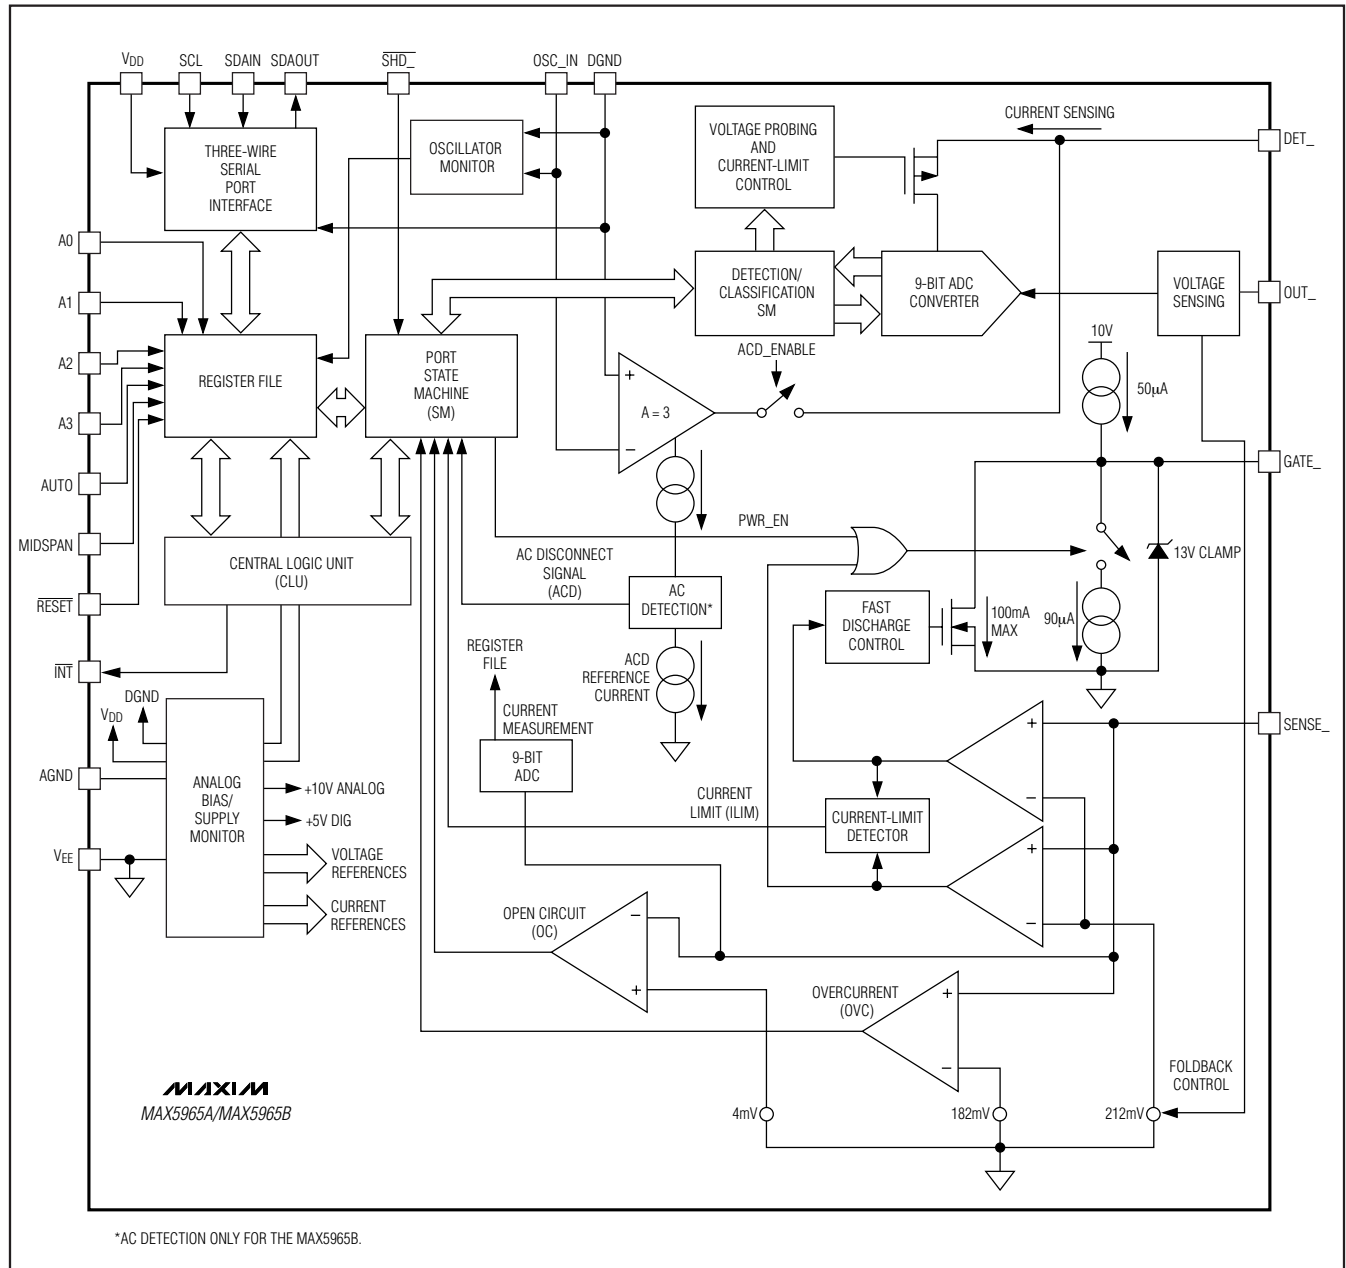 VDD
SCL
SDAIN
SDAOUT
SHD_
OSC_IN
DGND
THREE-WIRE
SERIAL
PORT
INTERFACE
OSCILLATOR
MONITOR
VOLTAGE PROBING
AND
CURRENT-LIMIT
CONTROL
CURRENT SENSING
DET_
A0
A1
A2
A3
AUTO
MIDSPAN
RESET
INT
REGISTER FILE
PORT
STATE
MACHINE
(SM)
DETECTION/
CLASSIFICATION
SM
9-BIT ADC
CONVERTER
VOLTAGE
SENSING
OUT_
10V
50µA
ACD_ENABLE
+
A = 3
−
GATE_
PWR_EN
13V CLAMP
CENTRAL LOGIC UNIT
(CLU)
AC DISCONNECT
SIGNAL
(ACD)
AC
DETECTION*
FAST
DISCHARGE
CONTROL
100mA
MAX
90µA
REGISTER
FILE
ACD
REFERENCE
CURRENT
CURRENT
MEASUREMENT
9-BIT
ADC
DGND
VDD
AGND
VEE
ANALOG
BIAS/
SUPPLY
MONITOR
+10V ANALOG
+5V DIG
VOLTAGE
REFERENCES
CURRENT
REFERENCES
CURRENT
LIMIT (ILIM)
CURRENT-LIMIT
DETECTOR
+
−
+
−
SENSE_
OPEN CIRCUIT
(OC)
−
+
OVERCURRENT
(OVC)
+
−
FOLDBACK
CONTROL
4mV
182mV
212mV
MAXIM
MAX5965A/MAX5965B
*AC DETECTION ONLY FOR THE MAX5965B.